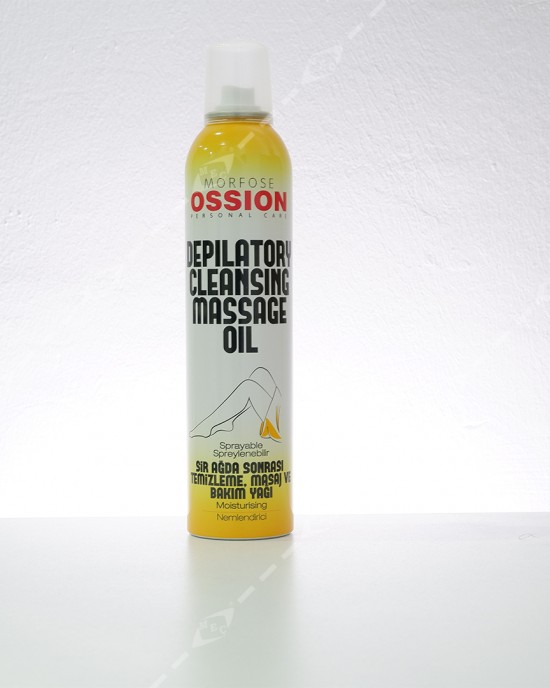 MORFOSE
OSSION
PERSONAL CARE
DEPILATORY
CLEANSING
MASSAGE
OIL
Sprayable
Spreylenebilir
SİR AĞDA SONRASI
TEMİZLEME, MASAJ VE
BAKIM YAĞI
Moisturising
Nemlendirici